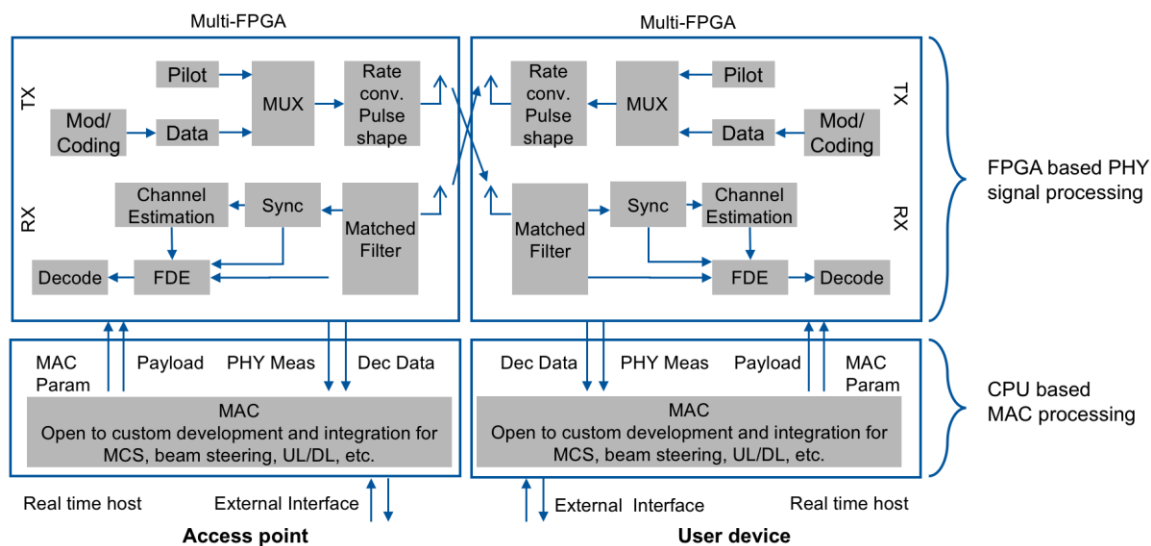 Multi-FPGA
Multi-FPGA
TX
Pilot
MUX
Rate
conv.
Pulse
shape
Mod/
Coding
Data
RX
Channel
Estimation
Sync
Matched
Filter
Decode
FDE
Rate
conv.
Pulse
shape
MUX
Pilot
TX
Data
Mod/
Coding
Matched
Filter
Sync
Channel
Estimation
RX
FDE
Decode
FPGA based PHY
signal processing
MAC
Param
Payload
PHY Meas
Dec Data
MAC
Open to custom development and integration for
MCS, beam steering, UL/DL, etc.
Dec Data
PHY Meas
Payload
MAC
Param
MAC
Open to custom development and integration for
MCS, beam steering, UL/DL, etc.
CPU based
MAC processing
Real time host
External Interface
External Interface
Real time host
Access point
User device